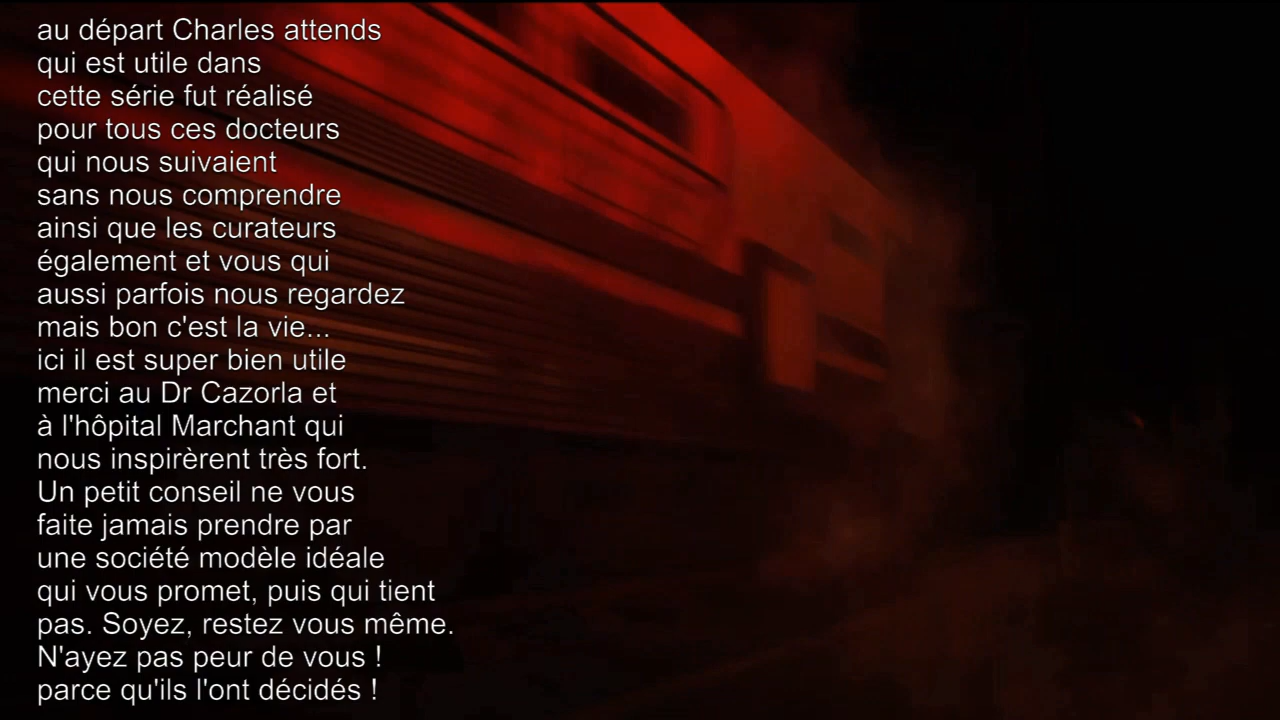 au départ Charles attends
qui est utile dans
cette série fut réalisé
pour tous ces docteurs
qui nous suivaient
sans nous comprendre
ainsi que les curateurs
également et vous qui
aussi parfois nous regardez
mais bon c'est la vie...
ici il est super bien utile
merci au Dr Cazorla et
à l'hôpital Marchant qui
nous inspirèrent très fort.
Un petit conseil ne vous
faite jamais prendre par
une société modèle idéale
qui vous promet, puis qui tient
pas. Soyez, restez vous même.
N'ayez pas peur de vous !
parce qu'ils l'ont décidés !